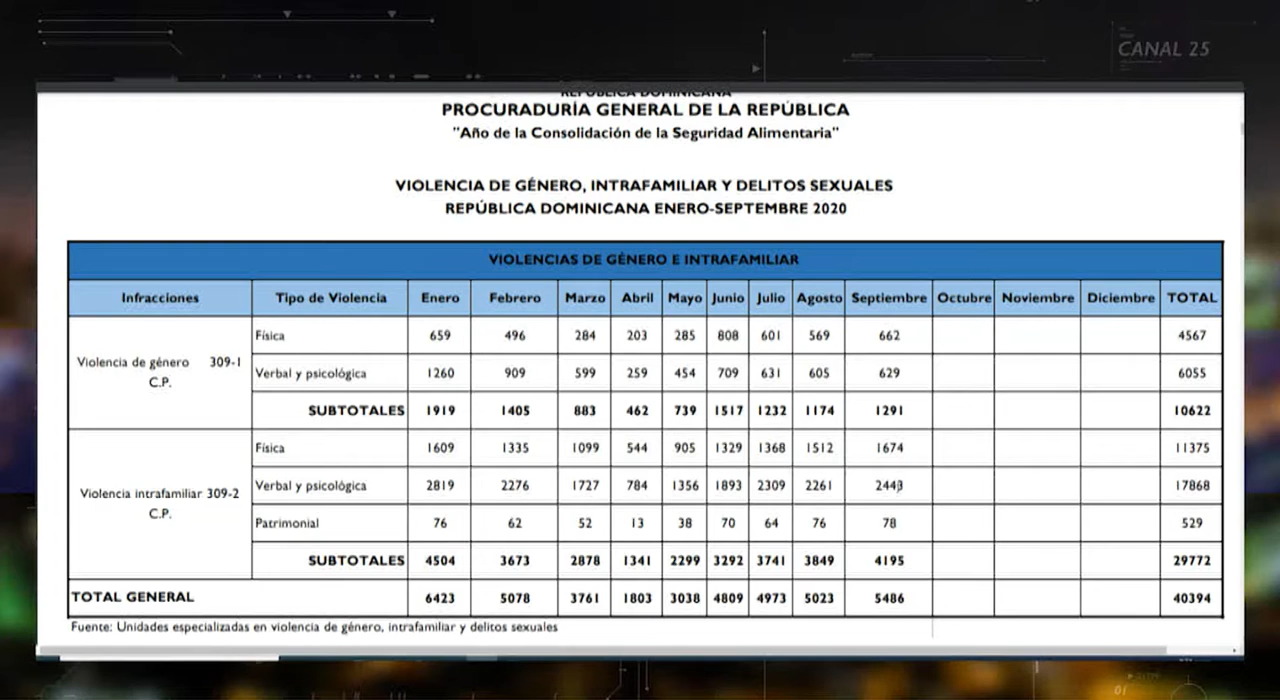 CANAL 25
REPÚBLICA DOMINICANA
PROCURADURÍA GENERAL DE LA REPÚBLICA
"Año de la Consolidación de la Seguridad Alimentaria"
VIOLENCIA DE GÉNERO, INTRAFAMILIAR Y DELITOS SEXUALES
REPÚBLICA DOMINICANA ENERO-SEPTEMBRE 2020
VIOLENCIAS DE GÉNERO E INTRAFAMILIAR
Infracciones Tipo de Violencia Enero Febrero Marzo Abril Mayo Junio Julio Agosto Septiembre Octubre Noviembre Diciembre TOTAL
Física 659 496 284 203 285 808 601 569 662 4567
Violencia de género 309-1
C.P.
Verbal y psicológica 1260 909 599 259 454 709 631 605 629 6055
SUBTOTALES 1919 1405 883 462 739 1517 1232 1174 1291 10622
Física 1609 1335 1099 544 905 1329 1368 1512 1674 11375
Violencia intrafamiliar 309-2
C.P.
Verbal y psicológica 2819 2276 1727 784 1356 1893 2309 2261 2443 17868
Patrimonial 76 62 52 13 38 70 64 76 78 529
SUBTOTALES 4504 3673 2878 1341 2299 3292 3741 3849 4195 29772
TOTAL GENERAL 6423 5078 3761 1803 3038 4809 4973 5023 5486 40394
Fuente: Unidades especializadas en violencia de género, intrafamiliar y delitos sexuales